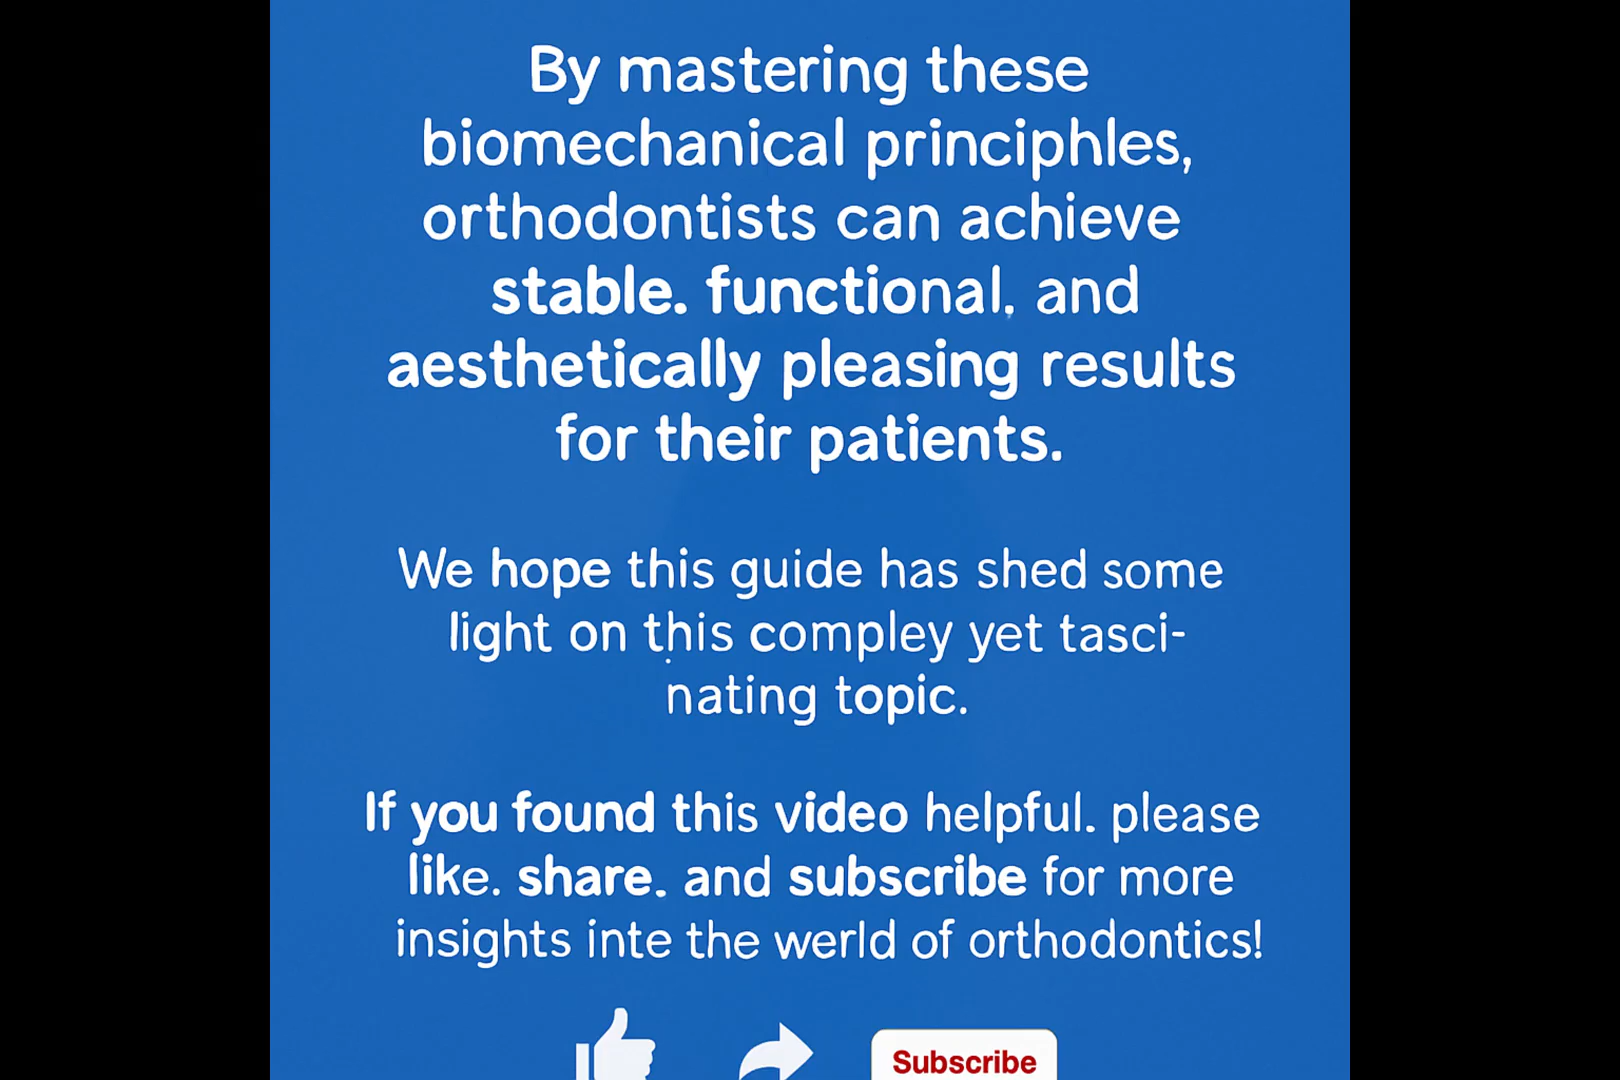 By mastering these
biomechanical principhles,
orthodontists can achieve
stable. functional. and
aesthetically pleasing results
for their patients.
We hope this guide has shed some
light on this compley yet tasci-
nating topic.
If you found this video helpful. please
like. share. and subscribe for more
insights inte the werld of orthodontics!
Subscribe